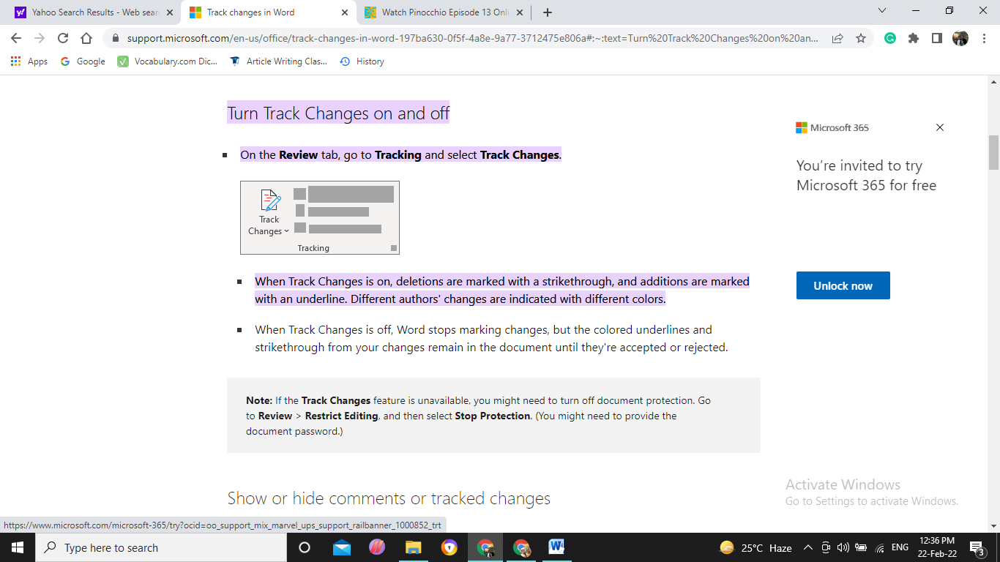 Yahoo Search Results - Web sear
Track changes in Word
Watch Pinocchio Episode 13 Onli
support.microsoft.com/en-us/office/track-changes-in-word-197ba630-0f5f-4a8e-9a77-3712475e806a#:~:text=Turn%20Track%20Changes%20on%20an...
Apps
Google
Vocabulary.com Dic...
Article Writing Clas...
History
Turn Track Changes on and off
On the Review tab, go to Tracking and select Track Changes.
Track
Changes
Tracking
When Track Changes is on, deletions are marked with a strikethrough, and additions are marked
with an underline. Different authors' changes are indicated with different colors.
When Track Changes is off, Word stops marking changes, but the colored underlines and
strikethrough from your changes remain in the document until they're accepted or rejected.
Note: If the Track Changes feature is unavailable, you might need to turn off document protection. Go
to Review > Restrict Editing, and then select Stop Protection. (You might need to provide the
document password.)
Show or hide comments or tracked changes
Microsoft 365
You're invited to try
Microsoft 365 for free
Unlock now
Activate Windows
Go to Settings to activate Windows.
https://www.microsoft.com/microsoft-365/try?ocid=oo_support_mix_marvel_ups_support_railbanner_1000852_trt
Type here to search
25°C Haze
ENG
12:36 PM
22-Feb-22
3